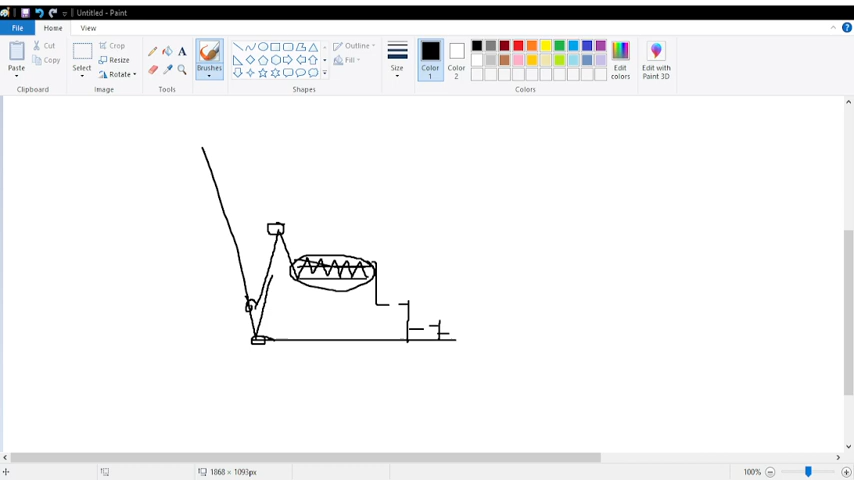 Untitled - Paint
File Home View
Cut Crop Outline Edit
Copy Resize Fill
Paste Select Rotate A Brushes Size Color 1 Color 2 Edit colors Edit with Paint 3D
Clipboard Image Tools Shapes Colors
1868 × 1093px 100%